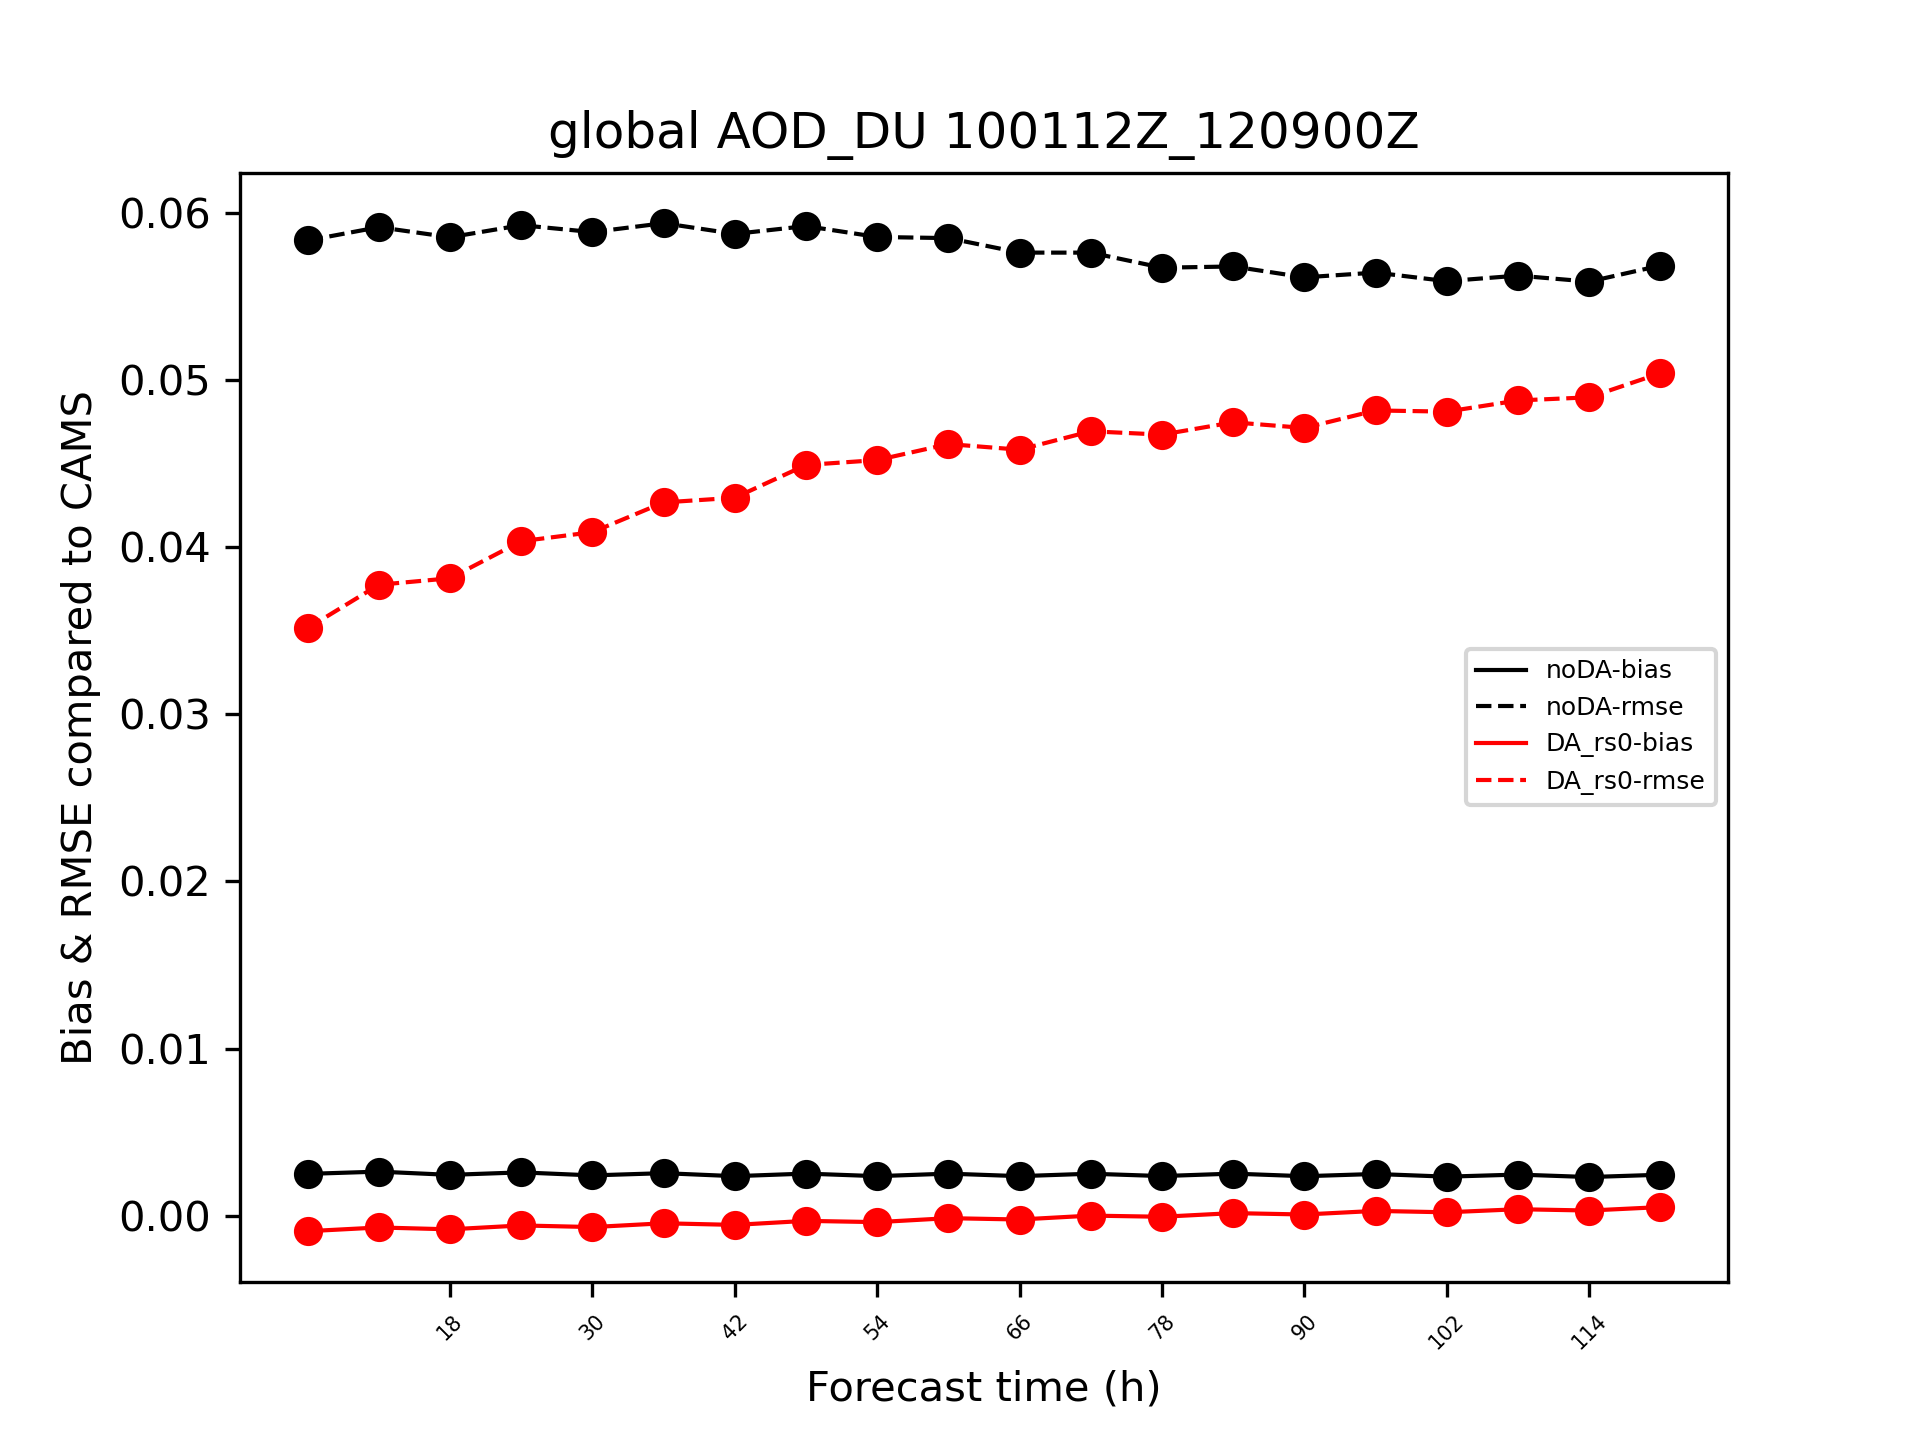 global AOD_DU 100112Z_120900Z
Bias & RMSE compared to CAMS
0.06
0.05
0.04
0.03
0.02
0.01
0.00
noDA-bias
noDA-rmse
DA_rs0-bias
DA_rs0-rmse
18 30 42 54 66 78 90 102 114
Forecast time (h)